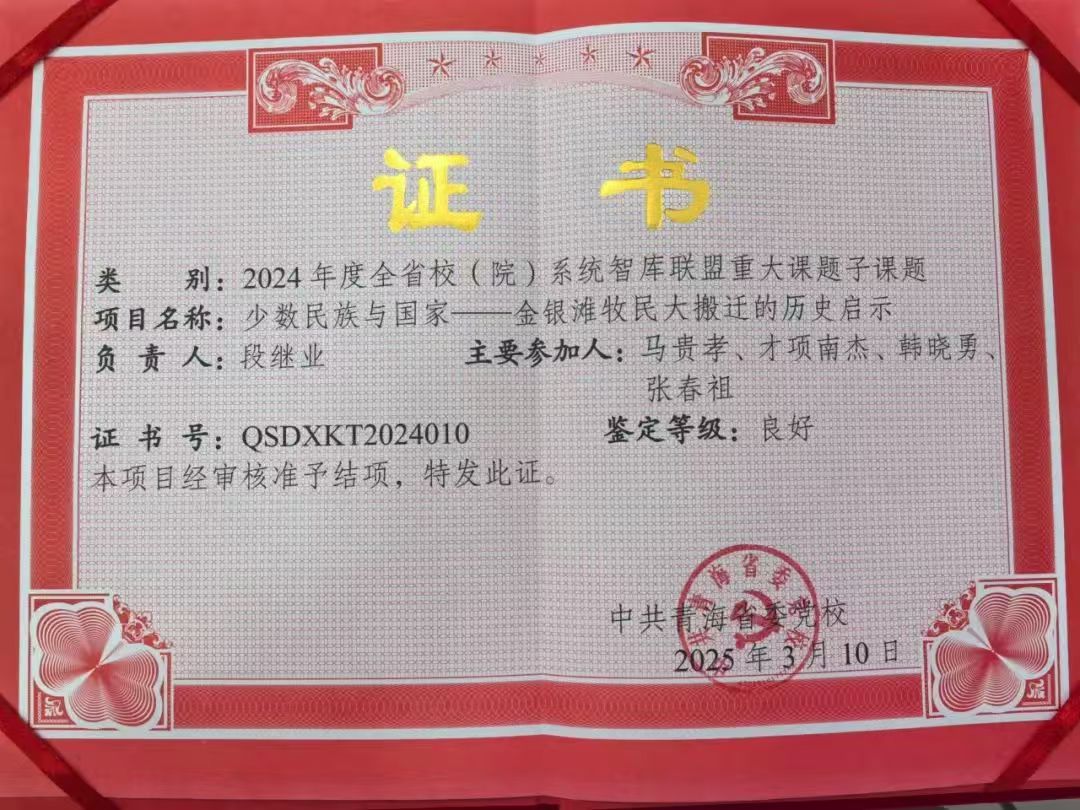 证 书
类 别：2024年度全省校（院）系统智库联盟重大课题子课题
项目名称：少数民族与国家——金银滩牧民大搬迁的历史启示
负 责 人：段继业 主要参加人：马贵孝、才项南杰、韩晓勇、
张春祖
证 书 号：QSDXKT2024010 鉴定等级：良好
本项目经审核准予结项，特发此证。
中共青海省委党校
2025年3月10日